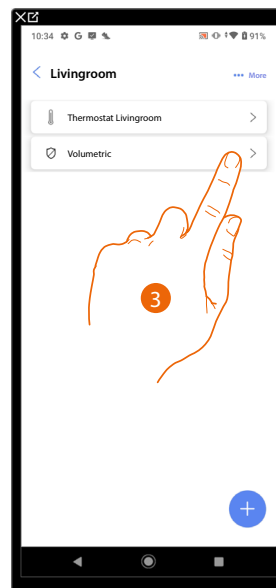 10:34 G 91%
Livingroom
••• More
Thermostat Livingroom
Volumetric
3